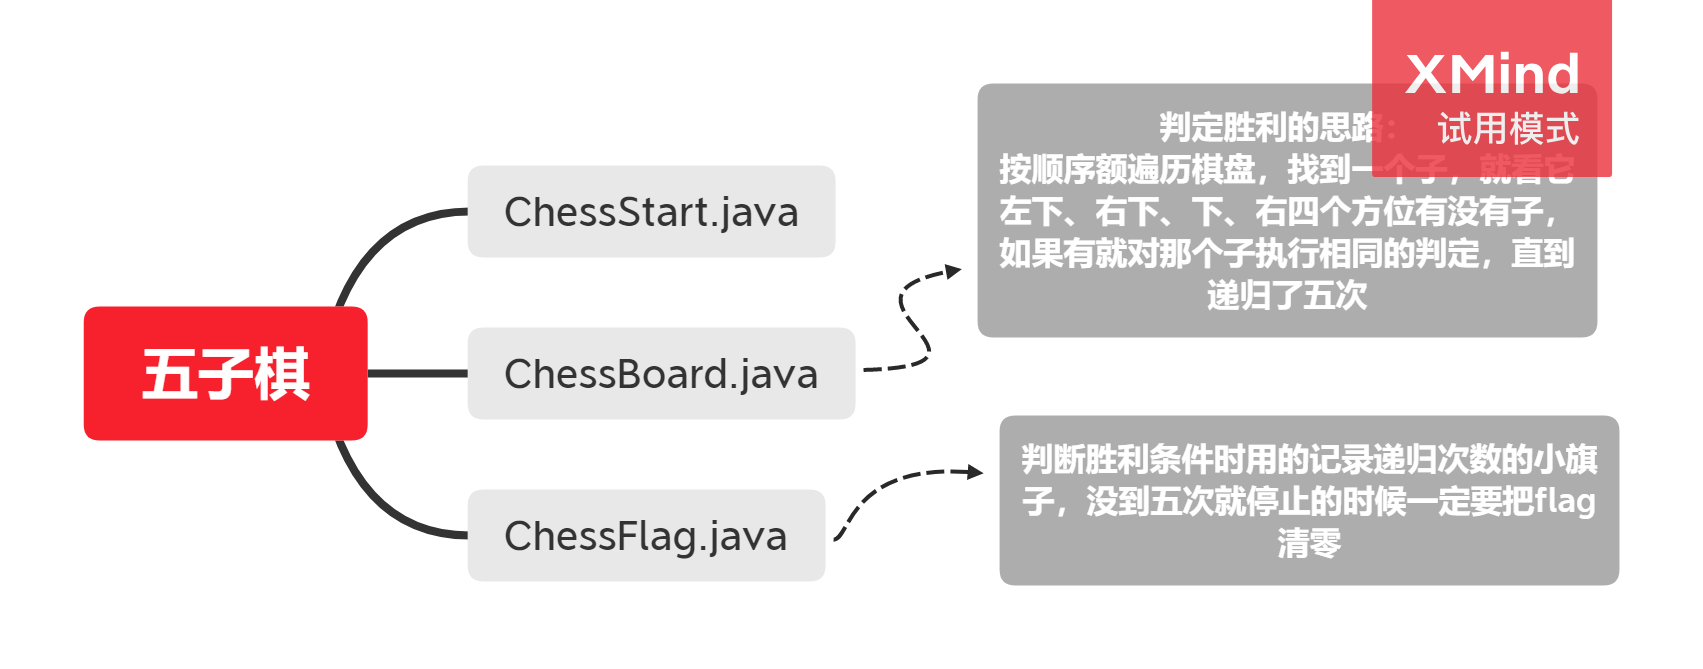 XMind
试用模式
判定胜利的思路：
按顺序额遍历棋盘，找到一个子，就看它
左下、右下、下、右四个方位有没有子，
如果有就对那个子执行相同的判定，直到
递归了五次
ChessStart.java
五子棋
ChessBoard.java
ChessFlag.java
判断胜利条件时用的记录递归次数的小旗
子，没到五次就停止的时候一定要把flag
清零